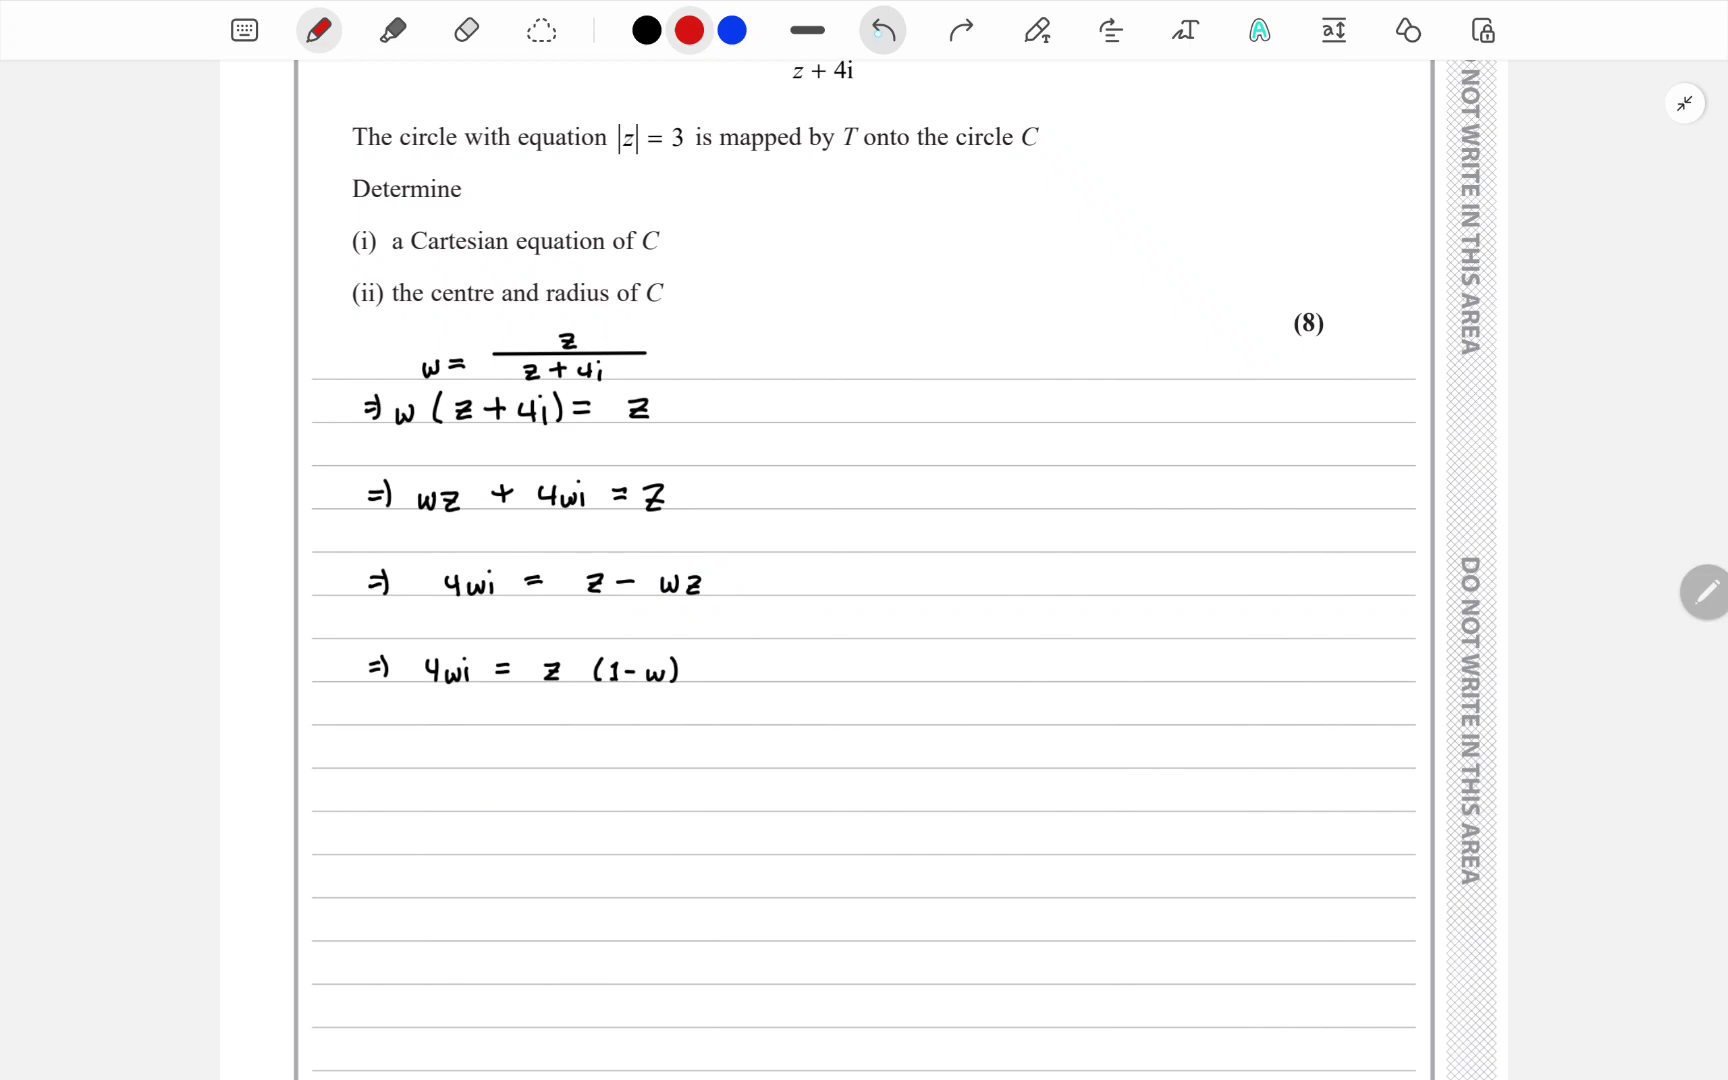 z + 4i
The circle with equation |z| = 3 is mapped by T onto the circle C
Determine
(i) a Cartesian equation of C
(ii) the centre and radius of C
(8)
w = z / z + 4i
⇒ w (z + 4i) = z
⇒ wz + 4wi = z
⇒ 4wi = z − wz
⇒ 4wi = z (1 − w)
NOT WRITE IN THIS AREA
DO NOT WRITE IN THIS AREA